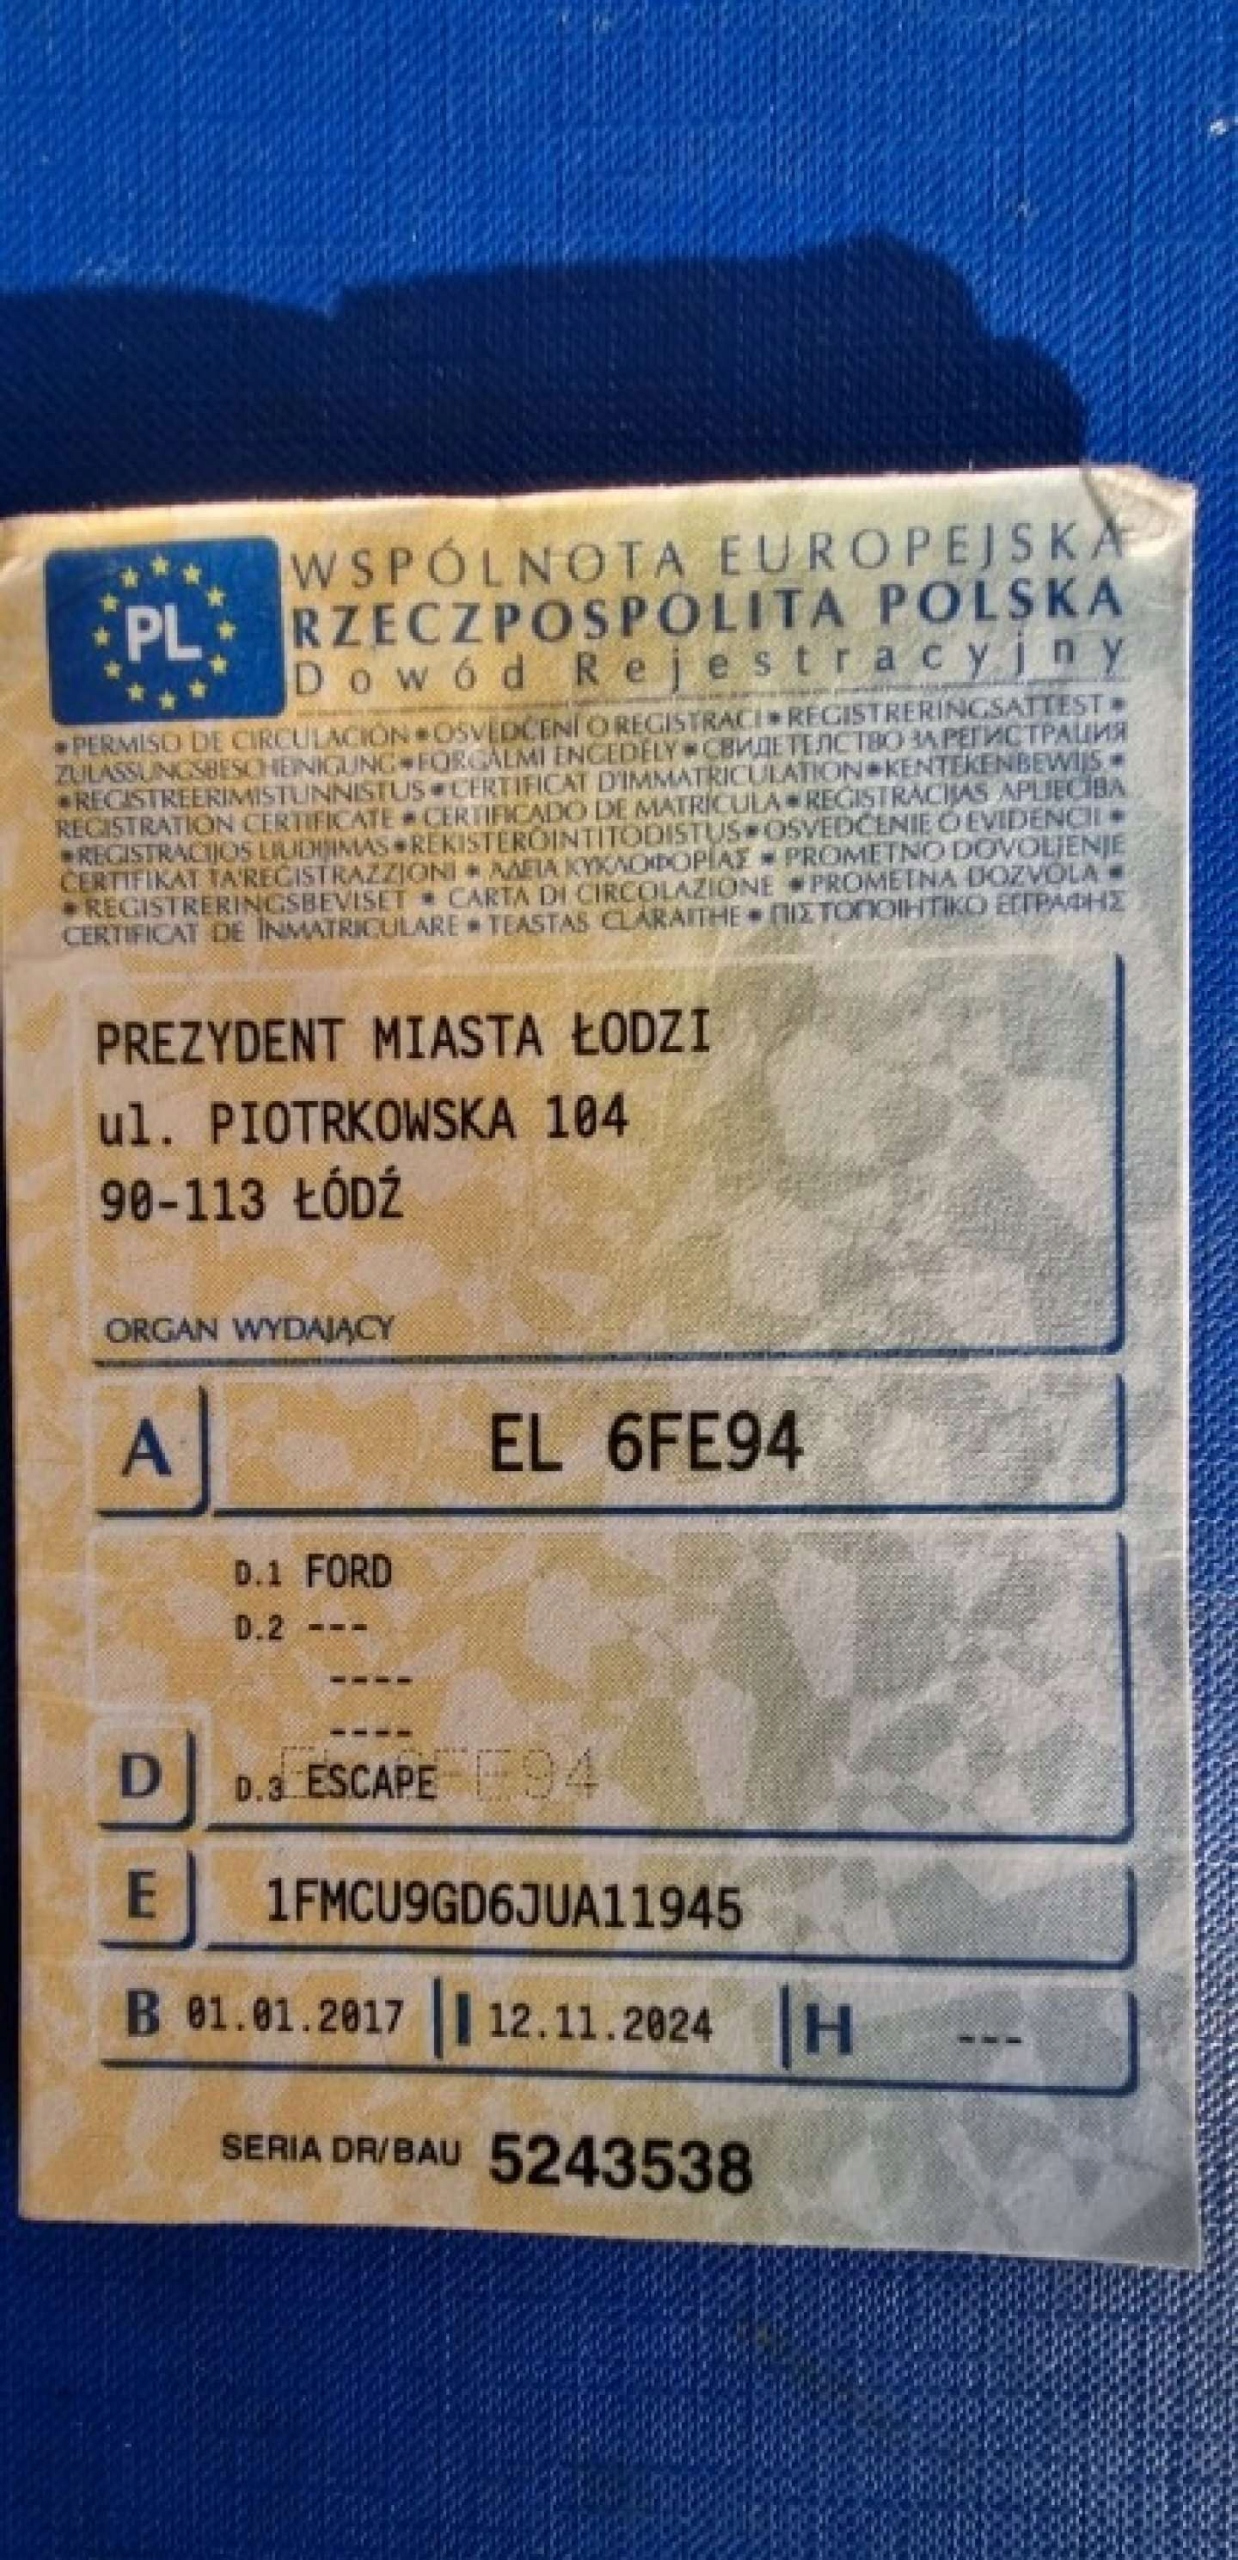 PL
WSPÓLNOTA EUROPEJSKA
RZECZPOSPOLITA POLSKA
Dowód Rejestracyjny
*PERMISO DE CIRCULACIÓN*OSVĚDČENÍ O REGISTRACI*REGISTRERINGSATTEST*
ZULASSUNGSBESCHEINIGUNG*FORGALMI ENGEDÉLY*СВИДЕТЕЛСТВО ЗА РЕГИСТРАЦИЯ
*REGISTREERIMISTUNNISTUS*CERTIFICAT D'IMMATRICULATION*KENTEKENBEWIJS*
REGISTRATION CERTIFICATE*CERTIFICADO DE MATRÍCULA*REĢISTRĀCIJAS APLIECĪBA
*REGISTRACIJOS LIUDIJIMAS*REKISTERÖINTITODISTUS*OSVEDČENIE O EVIDENCII*
ĊERTIFIKAT TA'REĠISTRAZZJONI*ΑΔΕΙΑ ΚΥΚΛΟΦΟΡΙΑΣ*PROMETNO DOVOLJENJE
*REGISTRERINGSBEVISET*CARTA DI CIRCOLAZIONE*PROMETNA DOZVOLA*
CERTIFICAT DE ÎNMATRICULARE*TEASTAS CLÁRAITHE*ΠΙΣΤΟΠΟΙΗΤΙΚΟ ΕΓΓΡΑΦΗΣ
PREZYDENT MIASTA ŁODZI
ul. PIOTRKOWSKA 104
90-113 ŁÓDŹ
ORGAN WYDAJĄCY
A EL 6FE94
D.1 FORD
D.2 ---
----
----
D D.3 ESCAPE
E 1FMCU9GD6JUA11945
B 01.01.2017 I 12.11.2024 H ---
SERIA DR/BAU 5243538